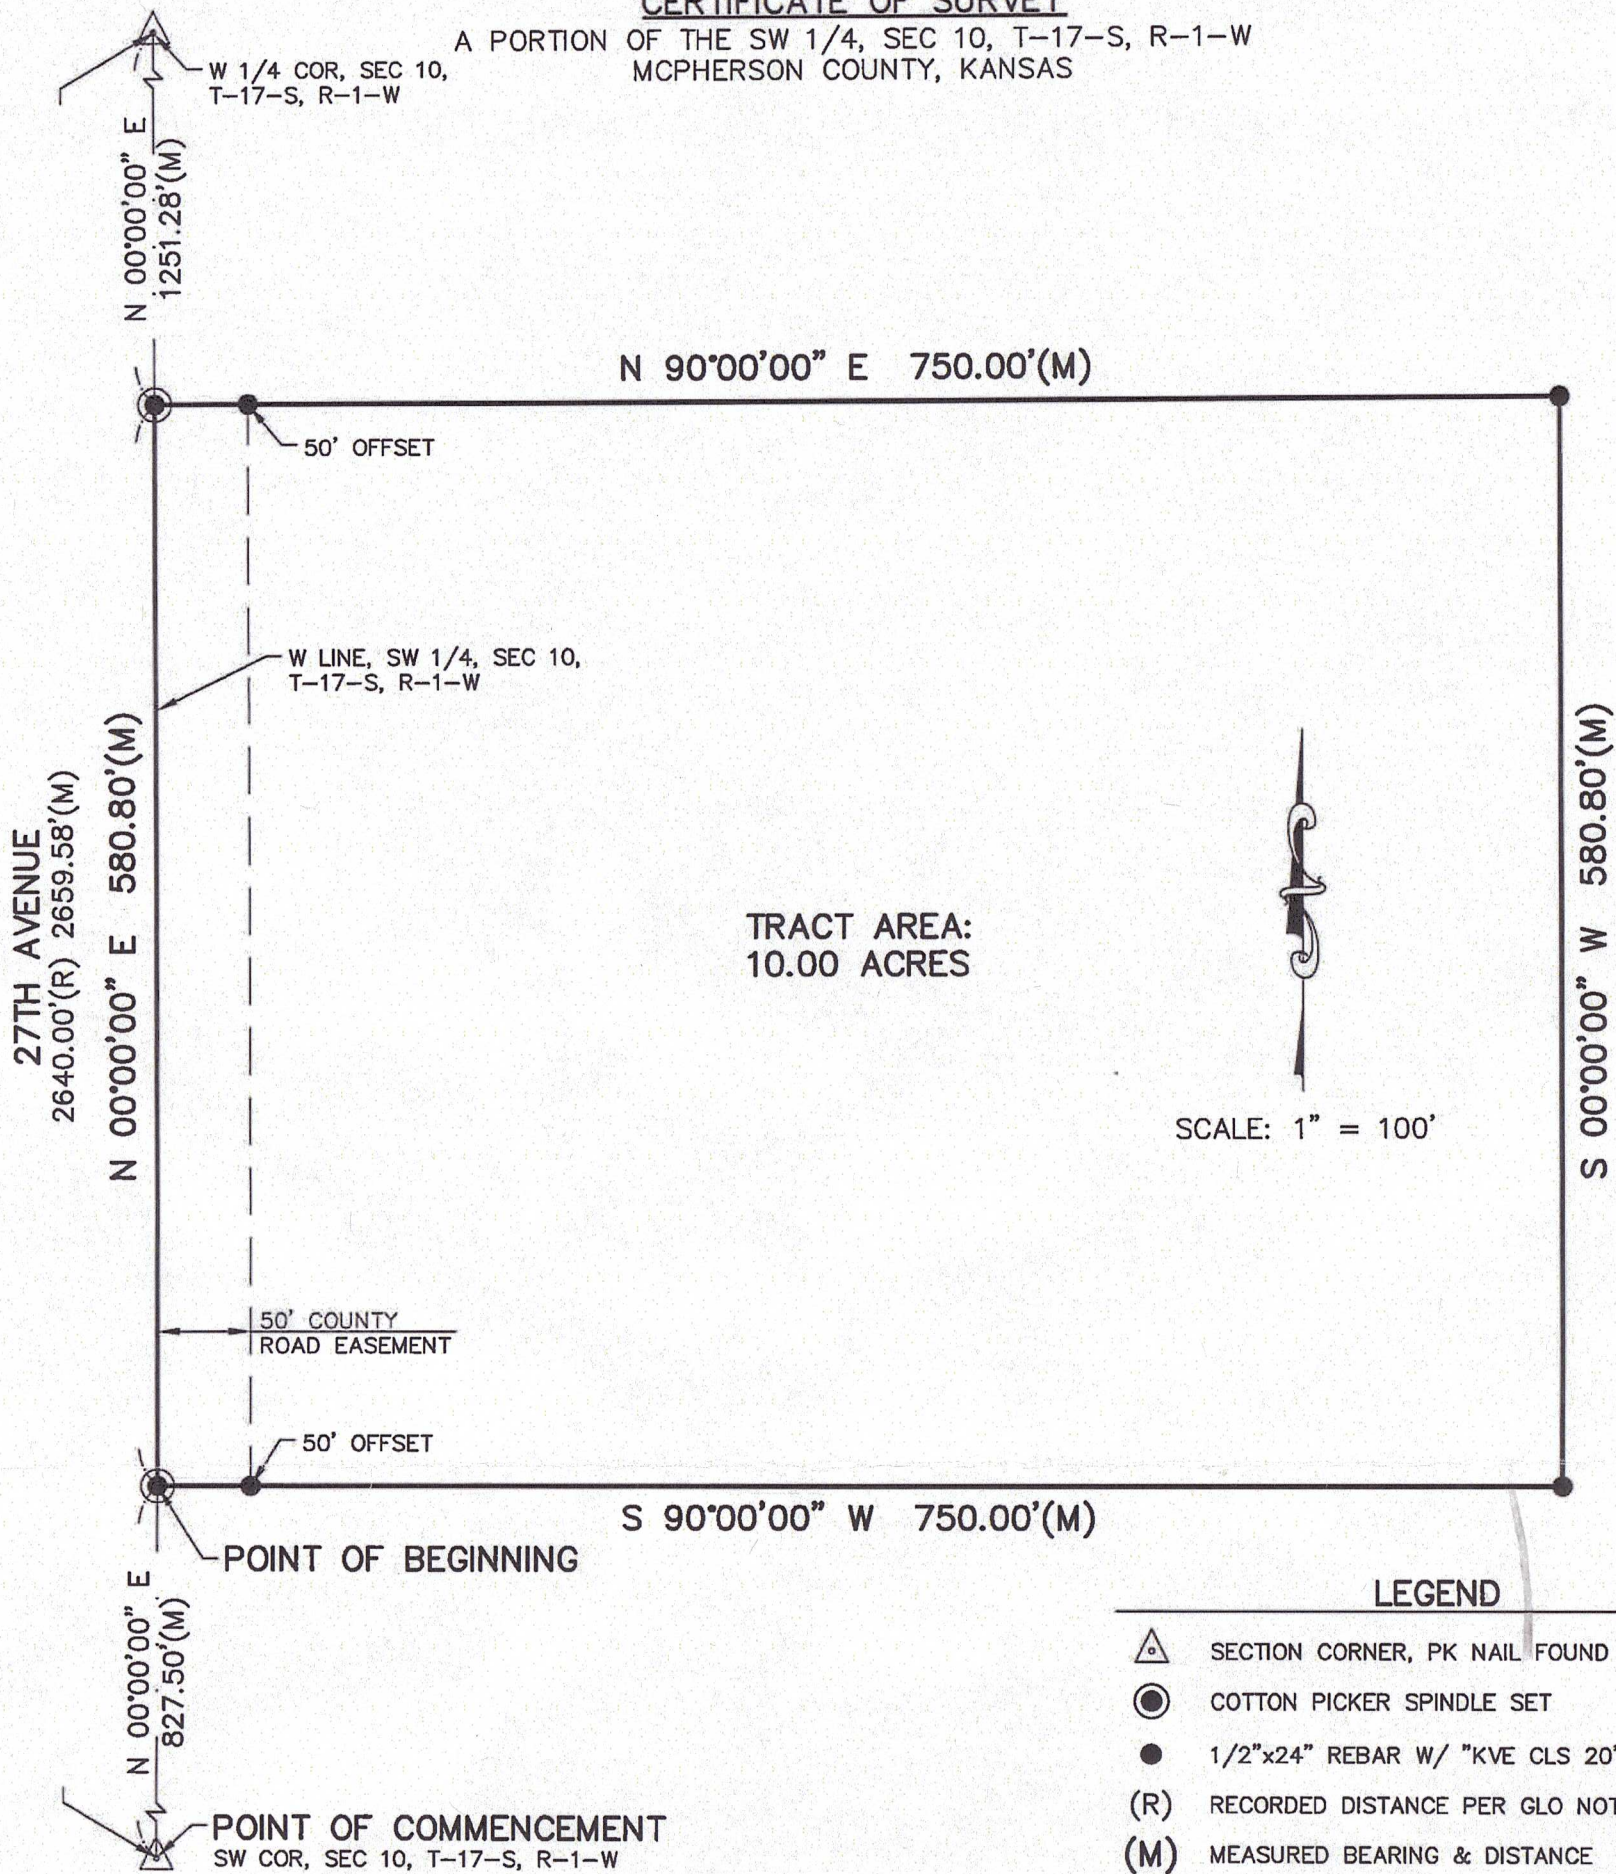 CERTIFICATE OF SURVEY
A PORTION OF THE SW 1/4, SEC 10, T-17-S, R-1-W
MCPHERSON COUNTY, KANSAS
W 1/4 COR, SEC 10,
T-17-S, R-1-W
N 00°00'00" E
1251.28'(M)
N 90°00'00" E 750.00'(M)
50' OFFSET
W LINE, SW 1/4, SEC 10,
T-17-S, R-1-W
27TH AVENUE
2640.00'(R) 2659.58'(M)
N 00°00'00" E 580.80'(M)
S 00°00'00" W 580.80'(M)
TRACT AREA:
10.00 ACRES
SCALE: 1" = 100'
50' COUNTY
ROAD EASEMENT
50' OFFSET
S 90°00'00" W 750.00'(M)
POINT OF BEGINNING
N 00°00'00" E
827.50'(M)
POINT OF COMMENCEMENT
SW COR, SEC 10, T-17-S, R-1-W
LEGEND
SECTION CORNER, PK NAIL FOUND
COTTON PICKER SPINDLE SET
1/2"x24" REBAR W/ "KVE CLS 20"
(R) RECORDED DISTANCE PER GLO
(M) MEASURED BEARING & DISTANCE